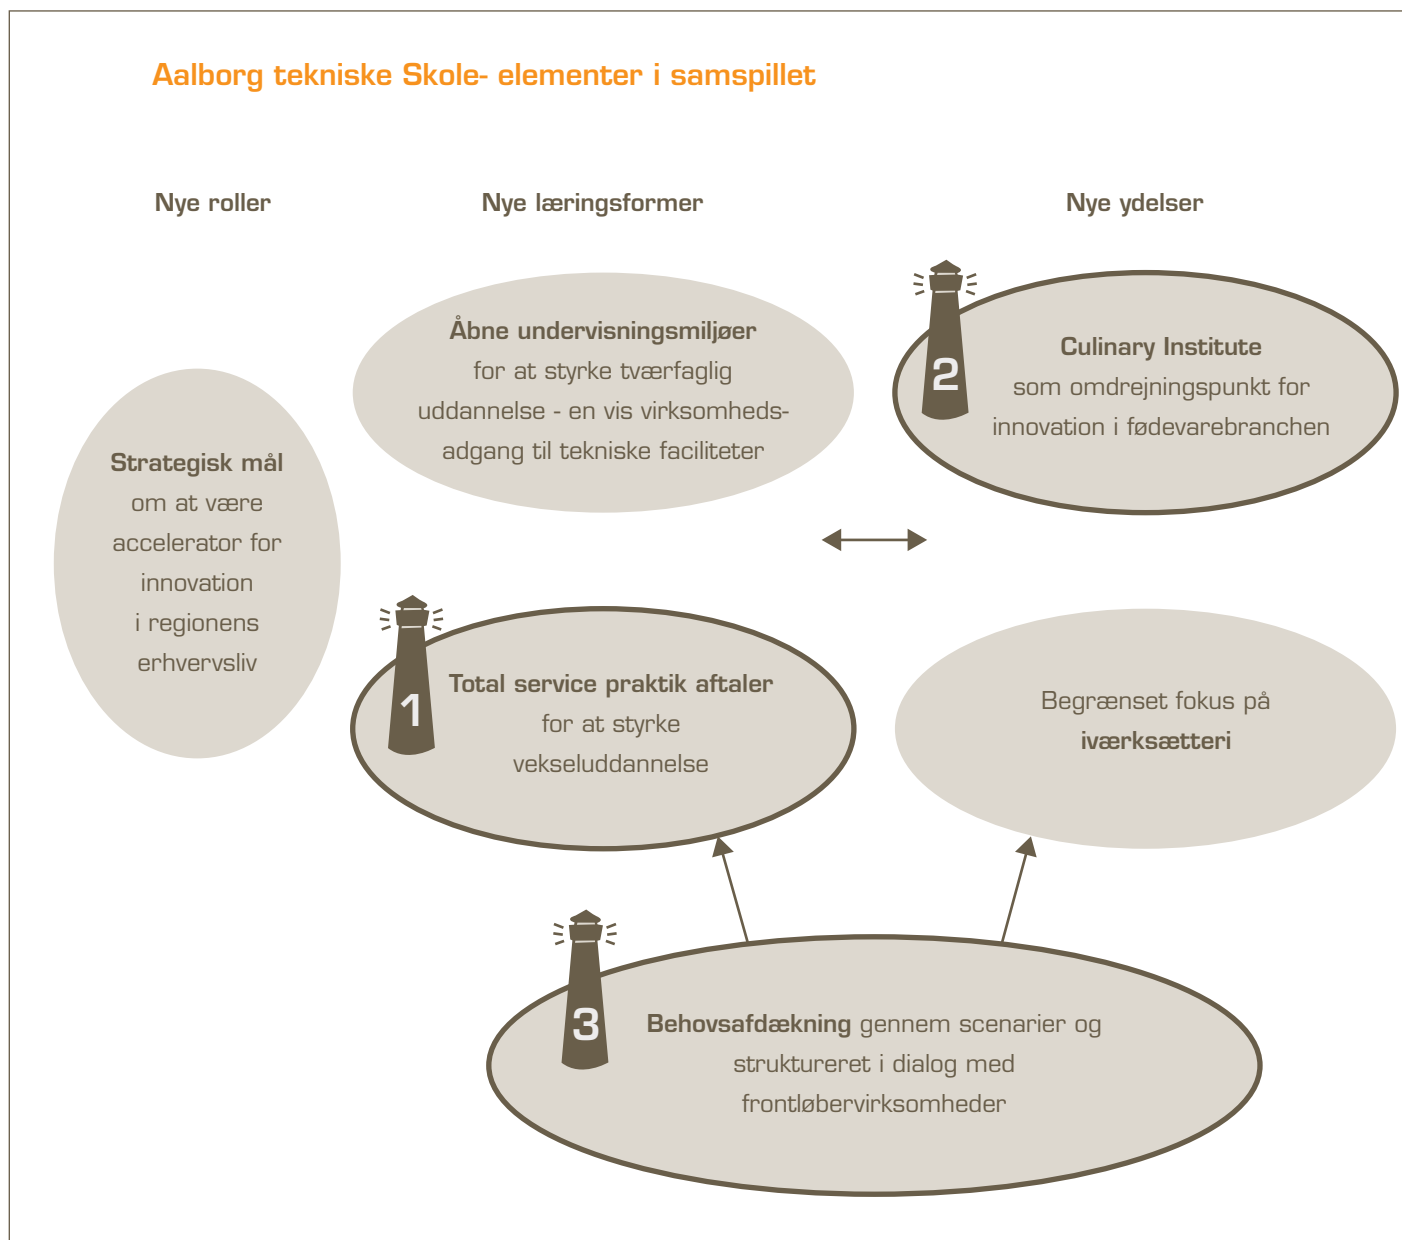 Aalborg tekniske Skole- elementer i samspillet
Nye roller
Nye læringsformer
Nye ydelser
Strategisk mål
om at være
accelerator for
innovation
i regionens
erhvervsliv
Åbne undervisningsmiljøer
for at styrke tværfaglig
uddannelse - en vis virksomheds-
adgang til tekniske faciliteter
2
Culinary Institute
som omdrejningspunkt for
innovation i fødevarebranchen
1
Total service praktik aftaler
for at styrke
vekseluddannelse
Begrænset fokus på
iværksætteri
3
Behovsafdækning gennem scenarier og
struktureret i dialog med
frontløbervirksomheder